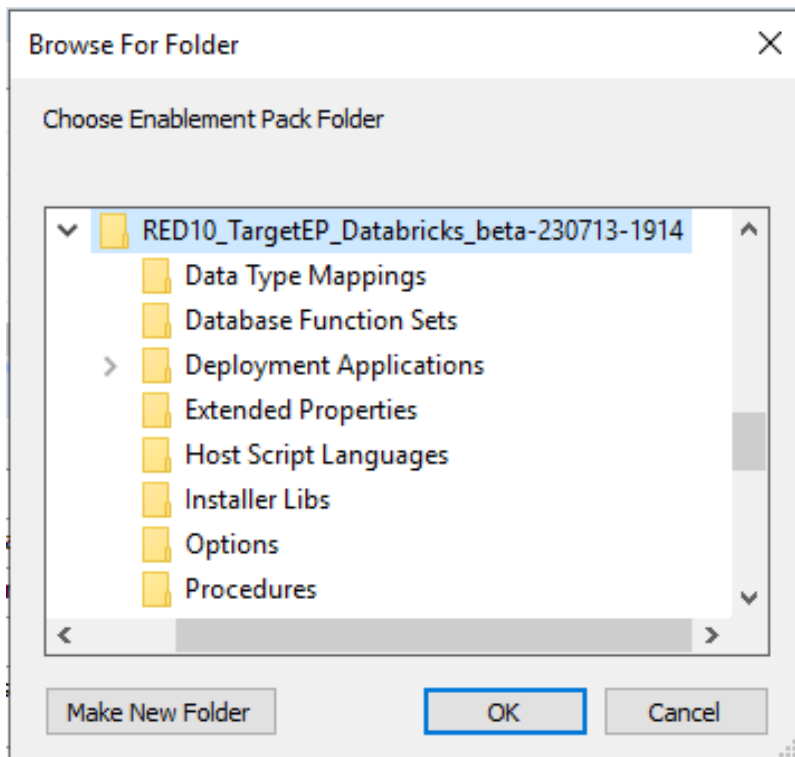 Browse For Folder
Choose Enablement Pack Folder
RED10_TargetEP_Databricks_beta-230713-1914
Data Type Mappings
Database Function Sets
Deployment Applications
Extended Properties
Host Script Languages
Installer Libs
Options
Procedures
Make New Folder
OK
Cancel